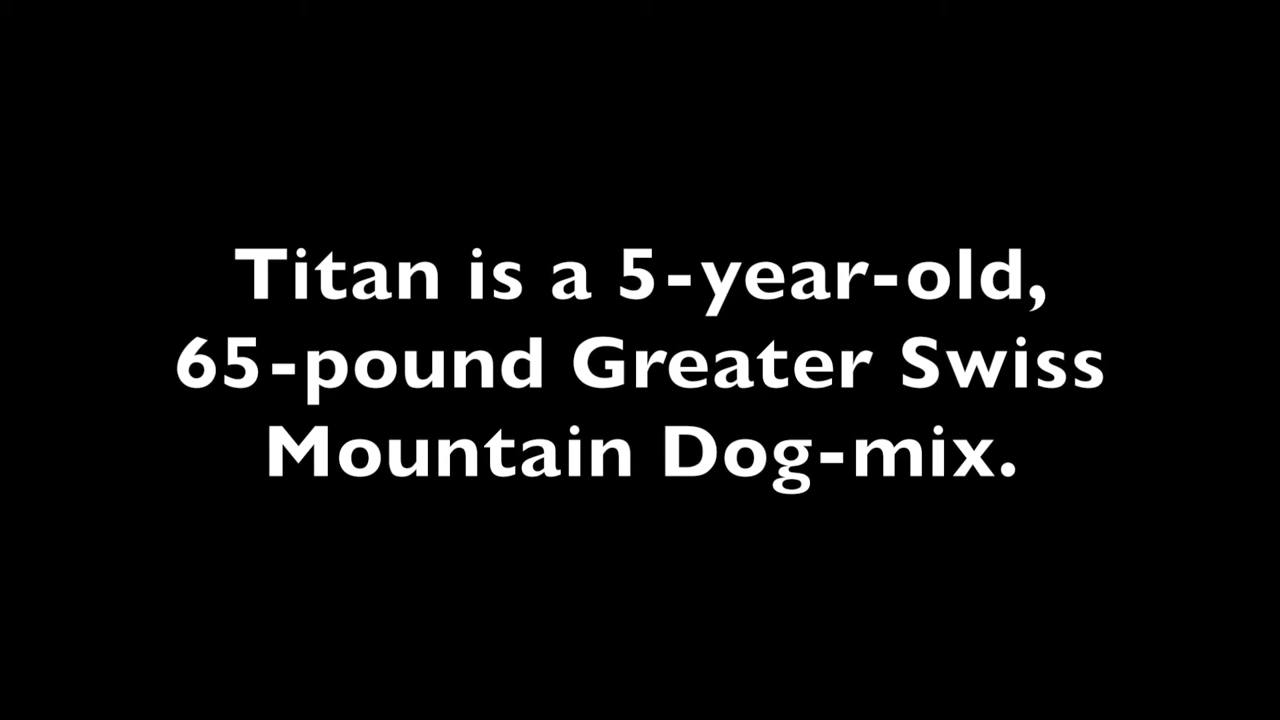 Titan is a 5-year-old,
65-pound Greater Swiss
Mountain Dog-mix.